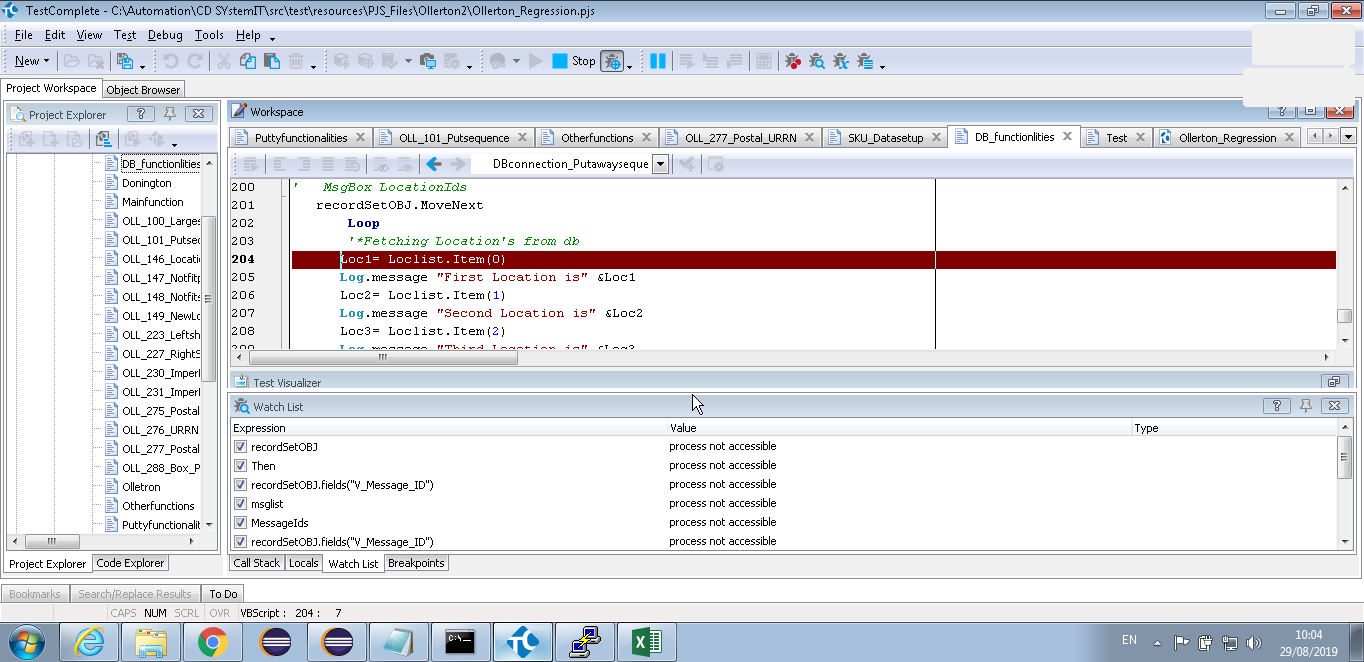 TestComplete - C:\Automation\CD SYstemIT\src\test\resources\PJS_Files\Ollerton2\Ollerton_Regression.pjs
File Edit View Test Debug Tools Help
New Stop
Project Workspace Object Browser
Project Explorer
DB_functionlities
Donington
Mainfunction
OLL_100_Larges
OLL_101_Putsec
OLL_146_Locati
OLL_147_Notfitp
OLL_148_Notfits
OLL_149_NewLo
OLL_223_Leftsh
OLL_227_RightS
OLL_230_Imperl
OLL_231_Imperl
OLL_275_Postal
OLL_276_URRN
OLL_277_Postal
OLL_288_Box_P
Olletron
Otherfunctions
Puttyfunctionalit
Project Explorer Code Explorer
Workspace
Puttyfunctionalities OLL_101_Putsequence Otherfunctions OLL_277_Postal_URRN SKU_Datasetup DB_functionlities Test Ollerton_Regression
DBconnection_Putawayseque
200 ' MsgBox LocationIds
201 recordSetOBJ.MoveNext
202 Loop
203 '*Fetching Location's from db
204 Loc1= Loclist.Item(0)
205 Log.message "First Location is" &Loc1
206 Loc2= Loclist.Item(1)
207 Log.message "Second Location is" &Loc2
208 Loc3= Loclist.Item(2)
209 Log.message "Third Location is" &Loc3
Test Visualizer
Watch List
Expression Value Type
recordSetOBJ process not accessible
Then process not accessible
recordSetOBJ.fields("V_Message_ID") process not accessible
msglist process not accessible
MessageIds process not accessible
recordSetOBJ.fields("V_Message_ID") process not accessible
Call Stack Locals Watch List Breakpoints
Bookmarks Search/Replace Results To Do
CAPS NUM SCRL OVR VBScript : 204 : 7
EN 10:04
29/08/2019